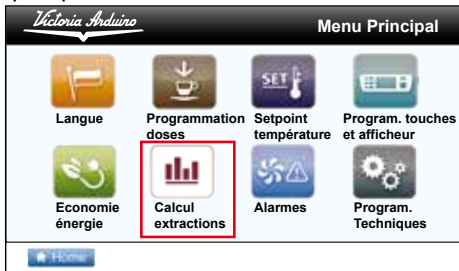 Victoria Arduino
Menu Principal
Langue
Programmation doses
SET
Setpoint température
Program. touches et afficheur
Economie énergie
Calcul extractions
Alarmes
Program. Techniques
Home